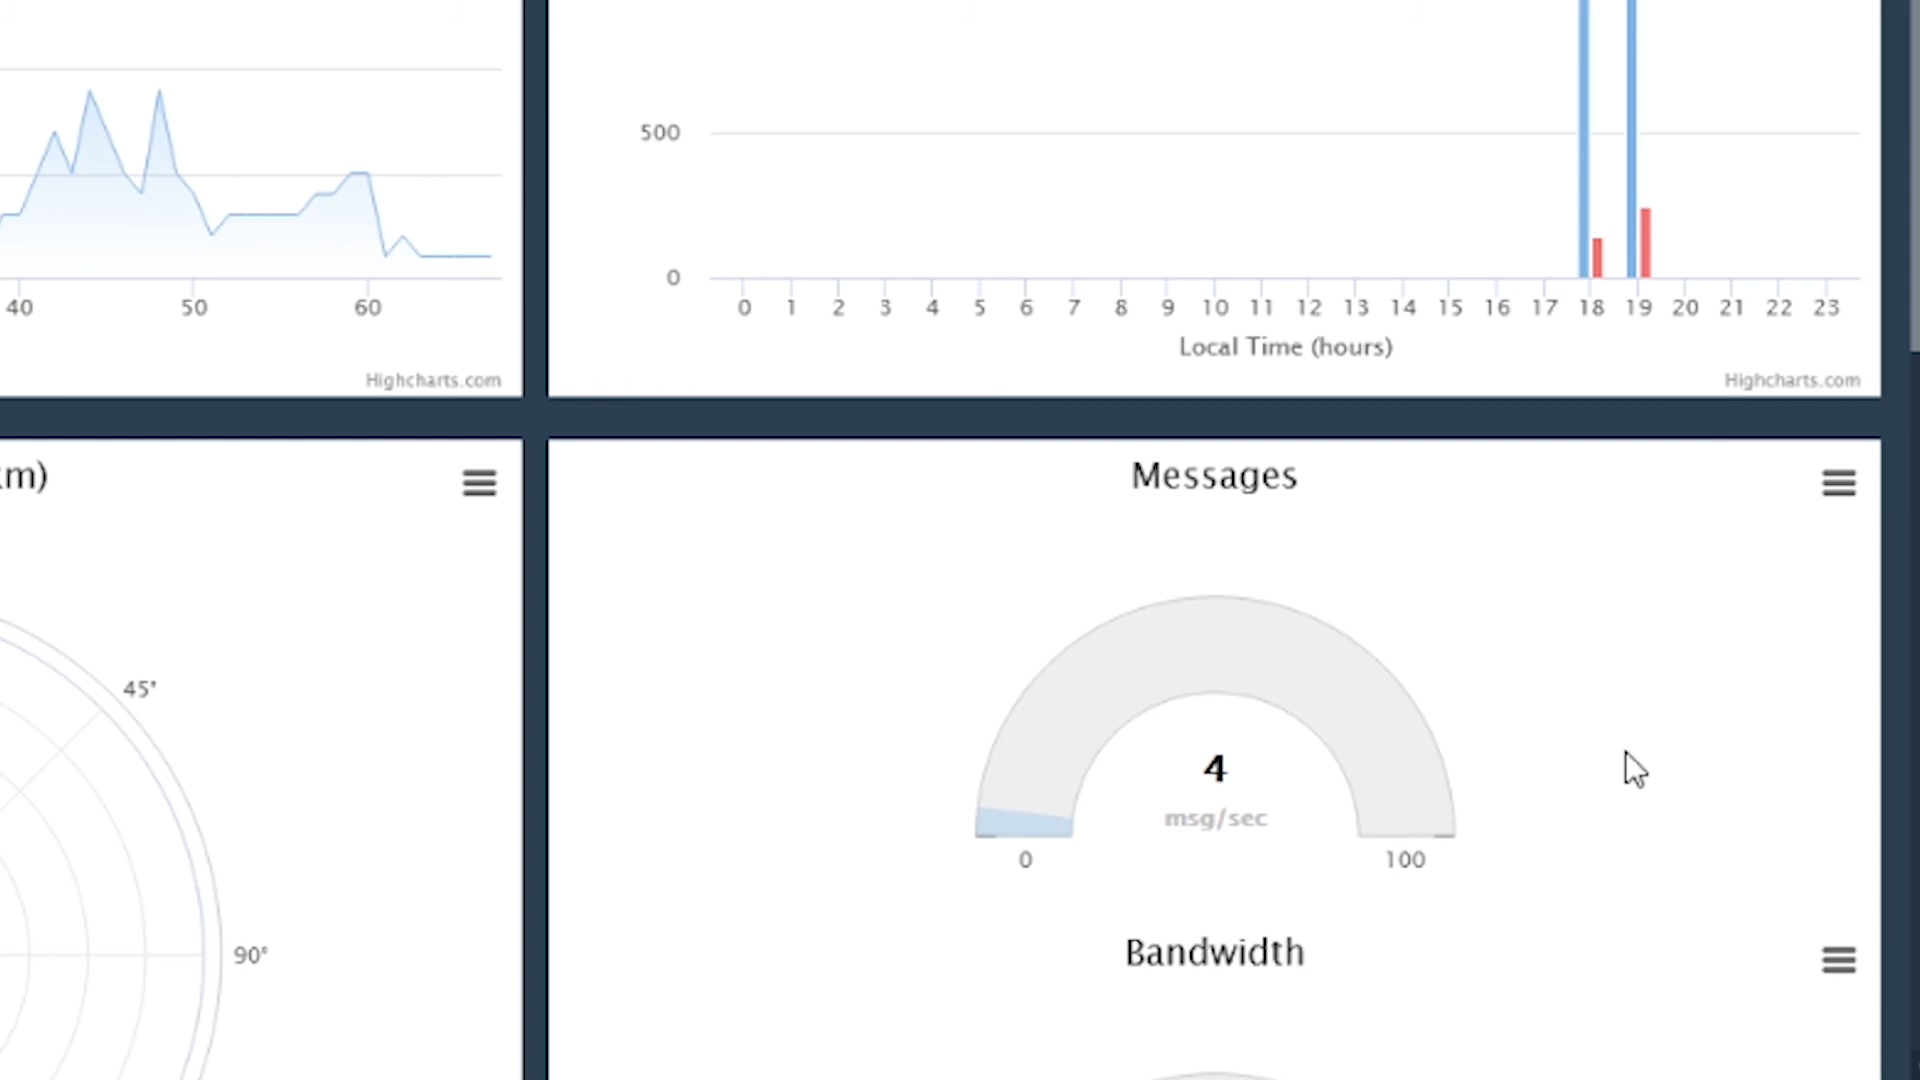 40 50 60
Highcharts.com
500
0
0 1 2 3 4 5 6 7 8 9 10 11 12 13 14 15 16 17 18 19 20 21 22 23
Local Time (hours)
Highcharts.com
m)
45°
90°
Messages
4
msg/sec
0 100
Bandwidth